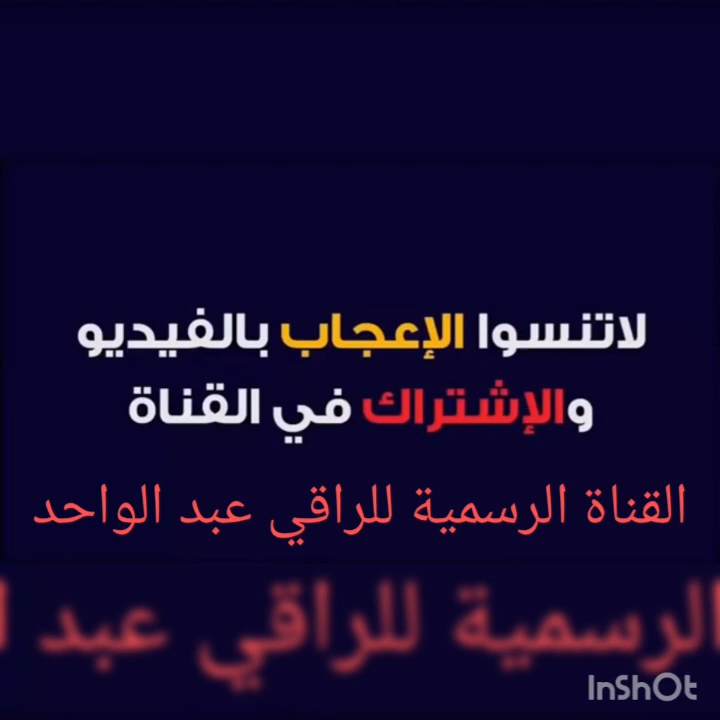 لاتنسوا الإعجاب بالفيديو
والإشتراك في القناة
القناة الرسمية للراقي عبد الواحد
الرسمية للراقي عبد
InShOt